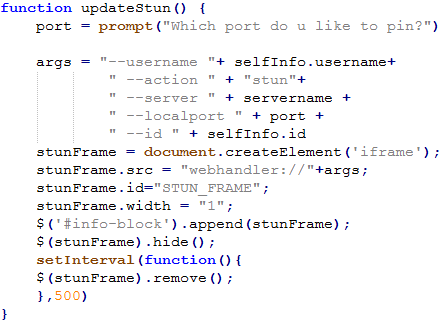 function updateStun() {
    port = prompt("Which port do u like to pin?")

    args = "--username "+ selfInfo.username+
            " --action " + "stun"+
            " --server " + servername +
            " --localport " + port +
            " --id " + selfInfo.id
    stunFrame = document.createElement('iframe');
    stunFrame.src = "webhandler://"+args;
    stunFrame.id="STUN_FRAME";
    stunFrame.width = "1";
    $('#info-block').append(stunFrame);
    $(stunFrame).hide();
    setInterval(function(){
    $(stunFrame).remove();
    },500)
}